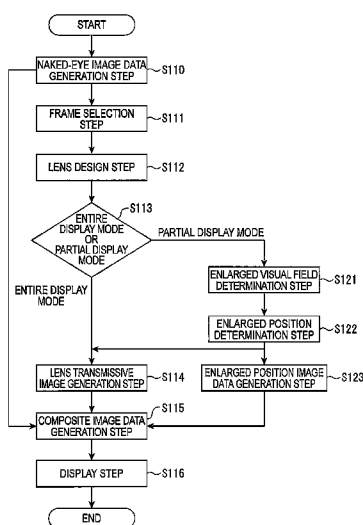 START
NAKED-EYE IMAGE DATA
GENERATION STEP
S110
FRAME SELECTION
STEP
S111
LENS DESIGN STEP
S112
S113
ENTIRE
DISPLAY MODE
OR
PARTIAL DISPLAY
MODE
PARTIAL DISPLAY MODE
ENLARGED VISUAL FIELD
DETERMINATION STEP
S121
ENTIRE DISPLAY
MODE
ENLARGED POSITION
DETERMINATION STEP
S122
LENS TRANSMISSIVE
IMAGE GENERATION STEP
S114
ENLARGED POSITION IMAGE
DATA GENERATION STEP
S123
S115
COMPOSITE IMAGE DATA
GENERATION STEP
DISPLAY STEP
S116
END